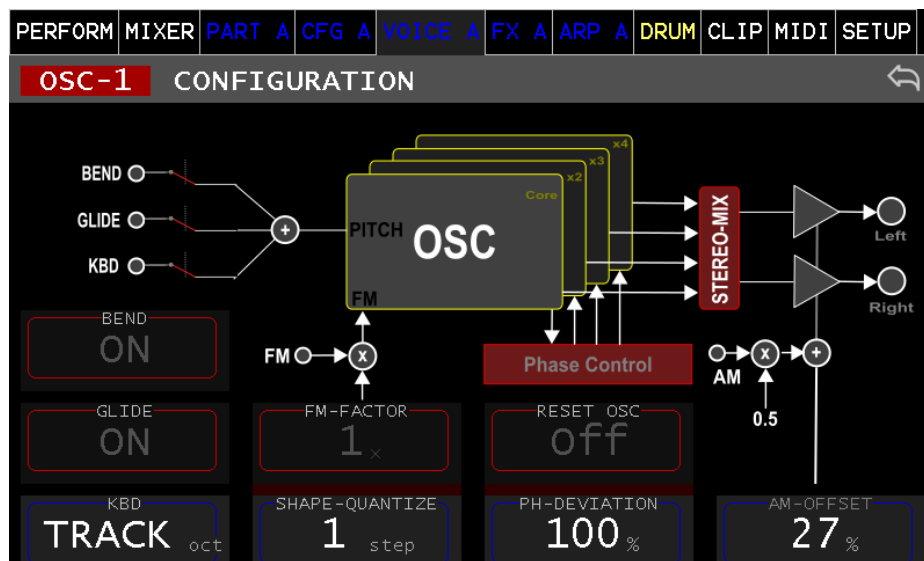 PERFORM MIXER PART A CFG A VOICE A FX A ARP A DRUM CLIP MIDI SETUP
OSC-1 CONFIGURATION
x4
x3
x2
Core
BEND
GLIDE
KBD
+
PITCH
OSC
FM
STEREO-MIX
Left
Right
FM
x
Phase Control
AM
x
+
0.5
BEND
ON
GLIDE
ON
FM-FACTOR
1 x
RESET OSC
Off
KBD
TRACK oct
SHAPE-QUANTIZE
1 step
PH-DEVIATION
100 %
AM-OFFSET
27 %